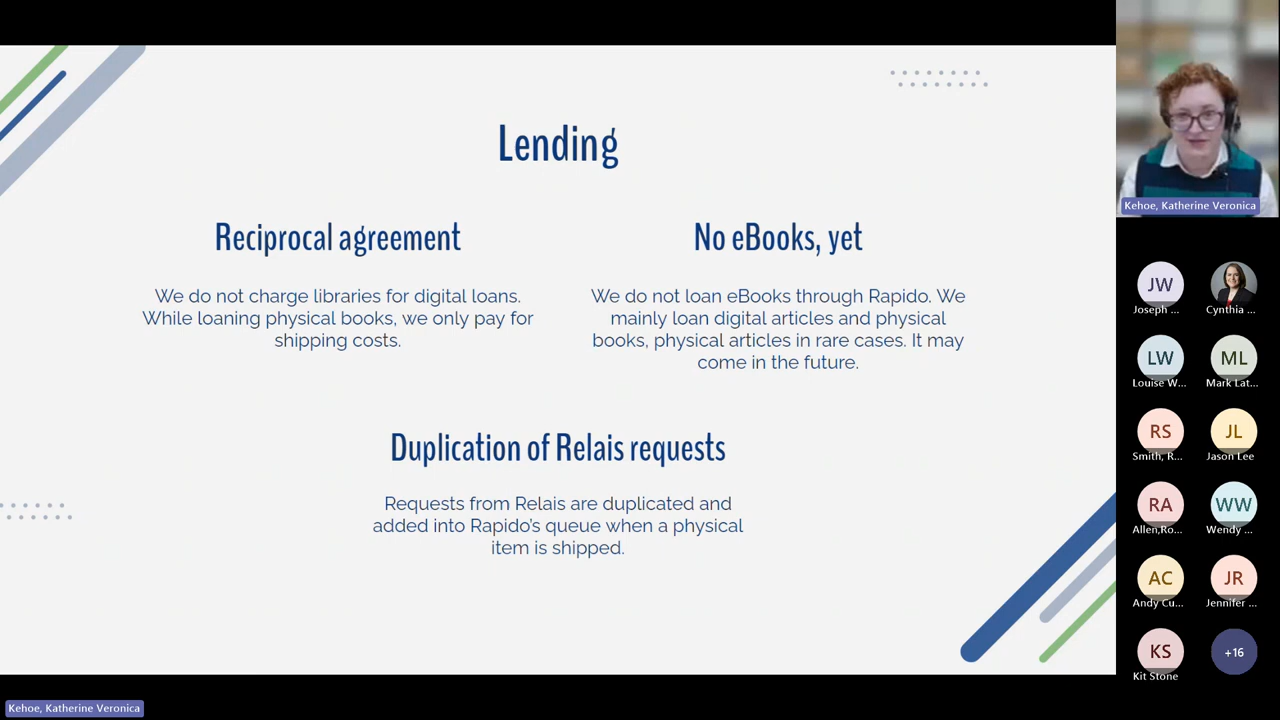 Lending
Reciprocal agreement
We do not charge libraries for digital loans.
While loaning physical books, we only pay for
shipping costs.
No eBooks, yet
We do not loan eBooks through Rapido. We
mainly loan digital articles and physical
books, physical articles in rare cases. It may
come in the future.
Duplication of Relais requests
Requests from Relais are duplicated and
added into Rapido’s queue when a physical
item is shipped.
Kehoe, Katherine Veronica
JW
Joseph ...
Cynthia ...
LW
Louise W...
ML
Mark Lat...
RS
Smith, R...
JL
Jason Lee
RA
Allen,Ro...
WW
Wendy ...
AC
Andy Cu...
JR
Jennifer ...
KS
Kit Stone
+16
Kehoe, Katherine Veronica